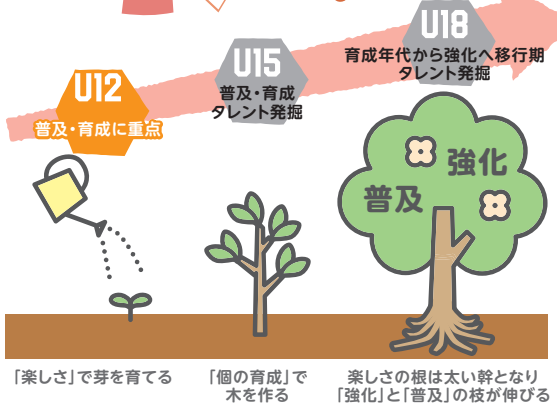 U12
普及・育成に重点
U15
普及・育成
タレント発掘
U18
育成年代から強化へ移行期
タレント発掘
強化
普及
「楽しさ」で芽を育てる
「個の育成」で
木を作る
楽しさの根は太い幹となり
「強化」と「普及」の枝が伸びる